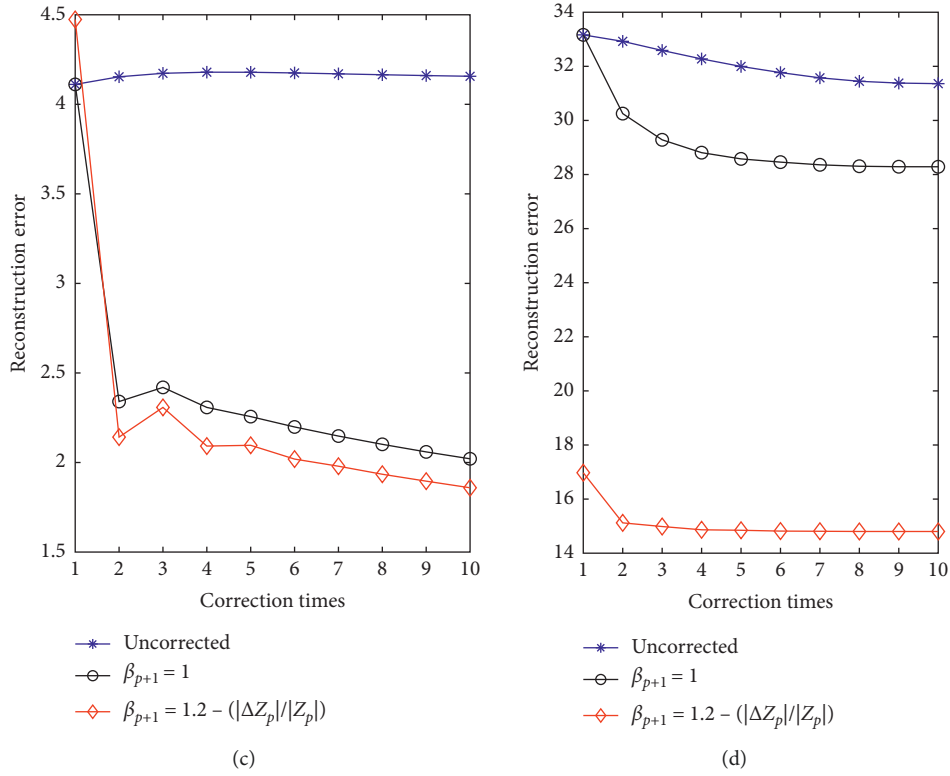 4.5
4
3.5
3
2.5
2
1.5
Reconstruction error
1 2 3 4 5 6 7 8 9 10
Correction times
Uncorrected
β_{p+1} = 1
β_{p+1} = 1.2 – (|ΔZ_p|/|Z_p|)
(c)
34
32
30
28
26
24
22
20
18
16
14
Reconstruction error
1 2 3 4 5 6 7 8 9 10
Correction times
Uncorrected
β_{p+1} = 1
β_{p+1} = 1.2 – (|ΔZ_p|/|Z_p|)
(d)